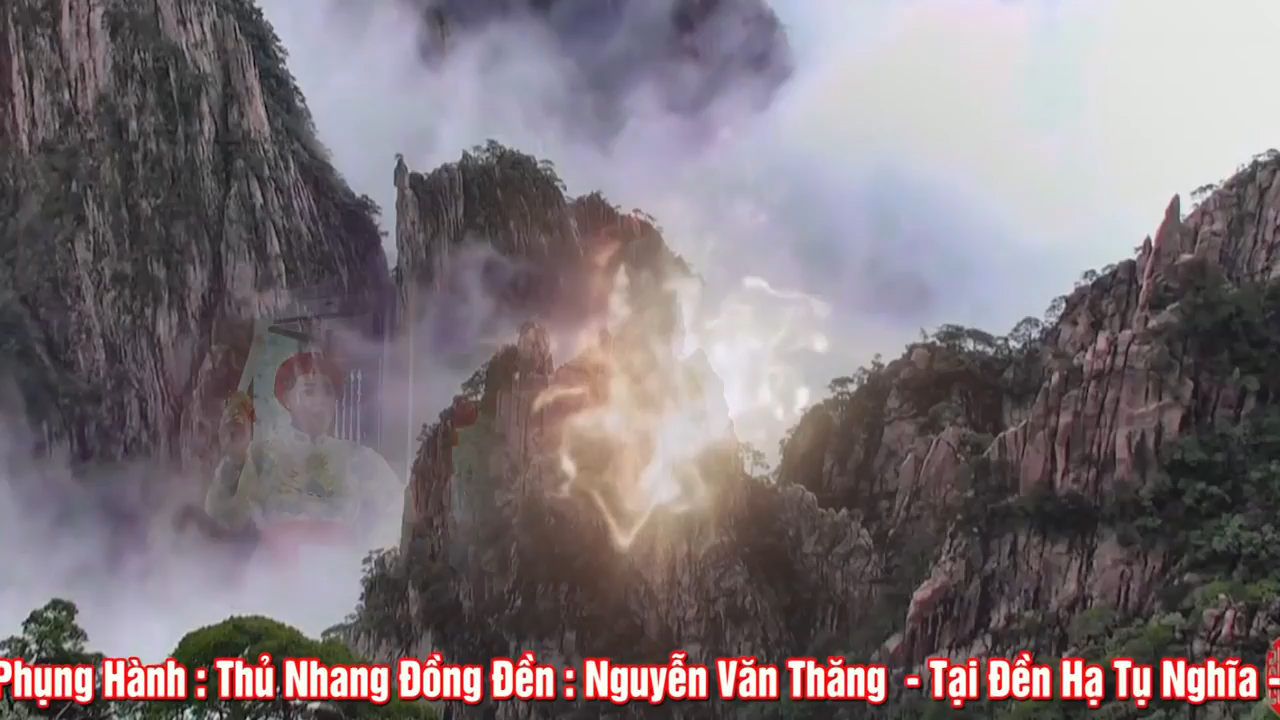 Phụng Hành : Thủ Nhang Đồng Đền : Nguyễn Văn Thăng - Tại Đền Hạ Tụ Nghĩa -